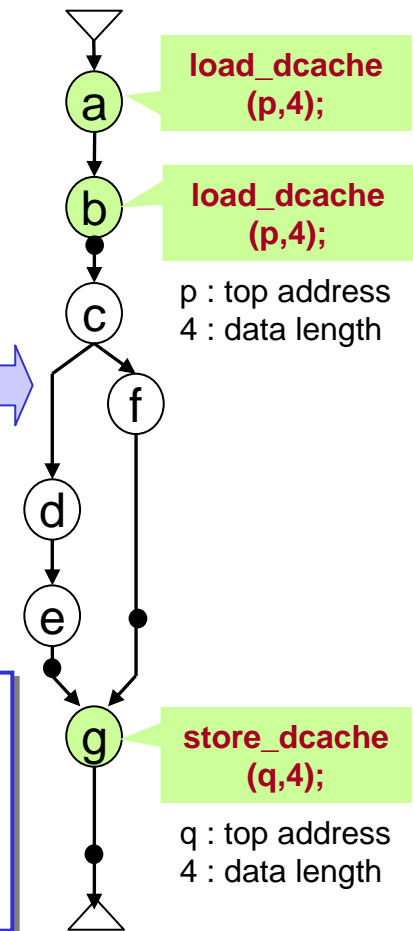 a
load_dcache
(p,4);
b
load_dcache
(p,4);
p : top address
4 : data length
c
f
d
e
g
store_dcache
(q,4);
q : top address
4 : data length